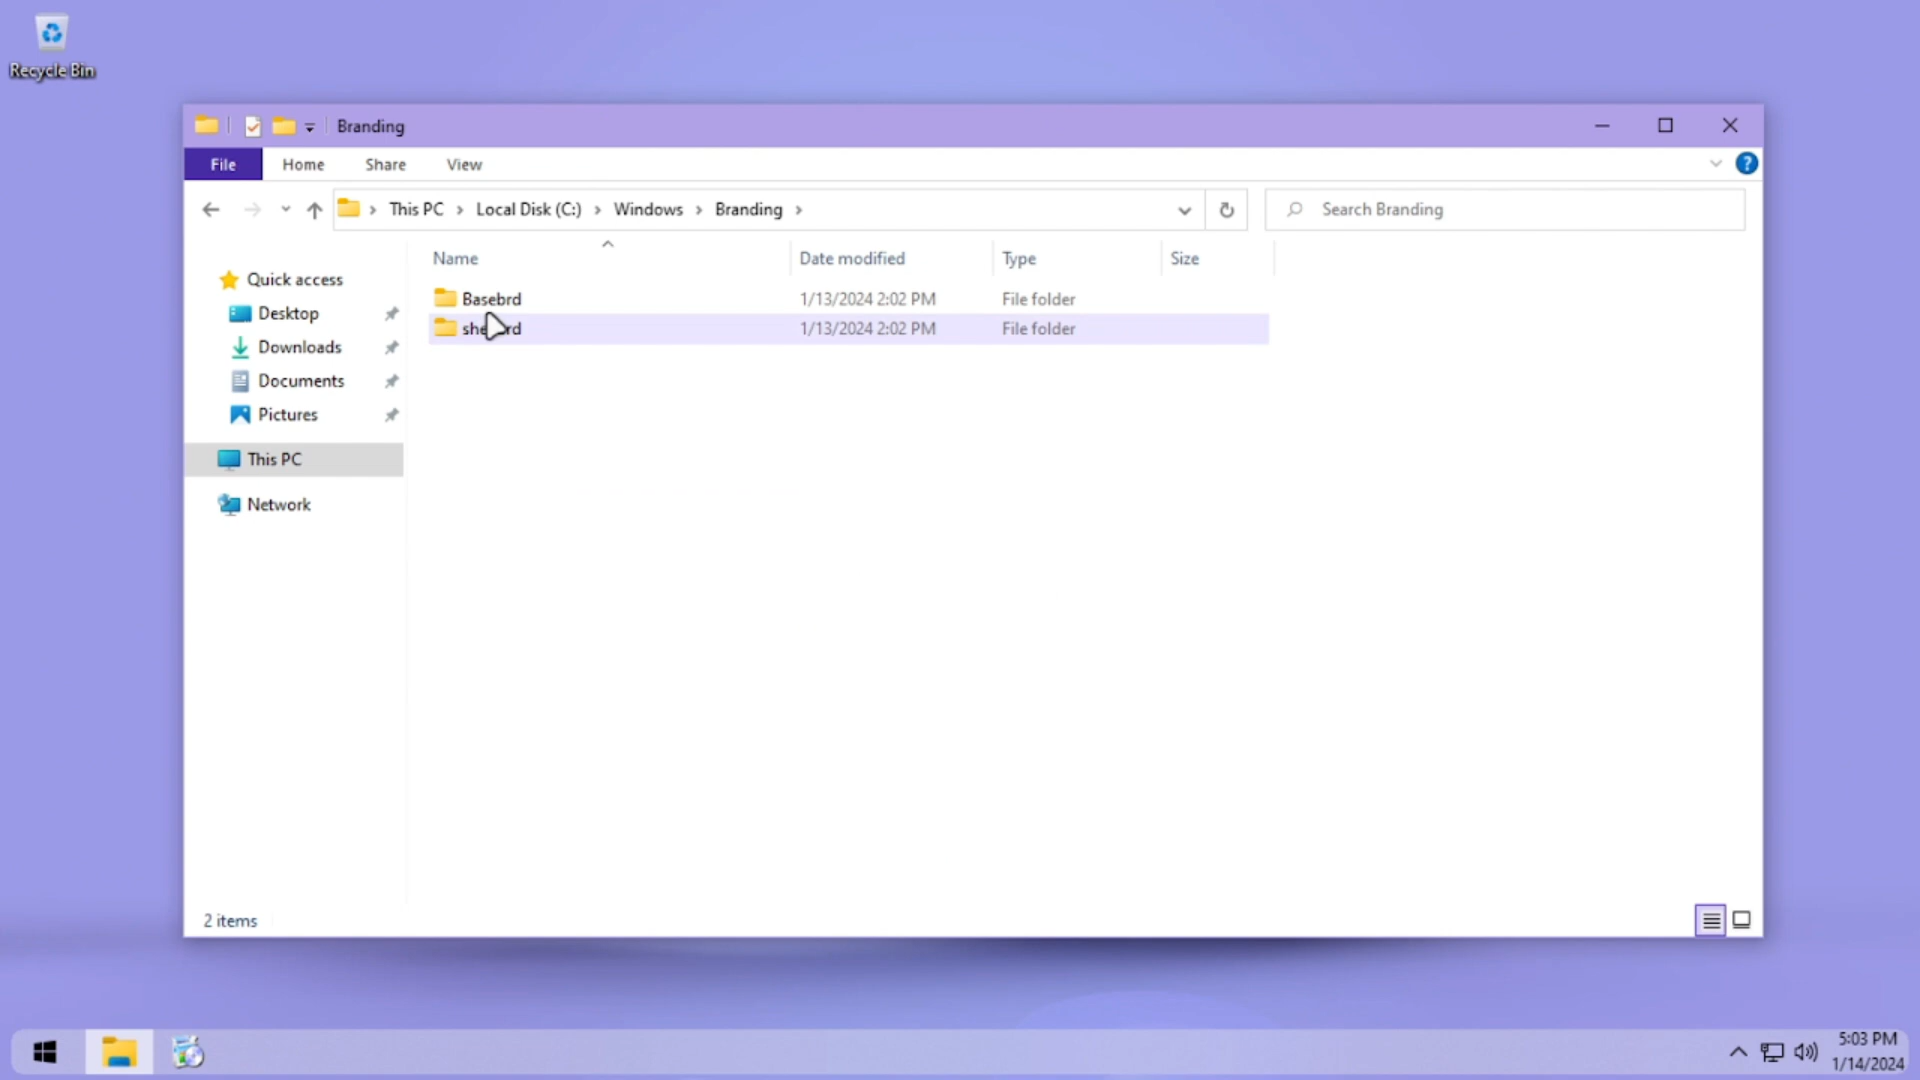 Recycle Bin
Branding
File Home Share View
This PC Local Disk (C:) Windows Branding
Search Branding
Name Date modified Type Size
Basebrd 1/13/2024 2:02 PM File folder
1/13/2024 2:02 PM File folder
Quick access
Desktop
Downloads
Documents
Pictures
This PC
Network
2 items
5:03 PM
1/14/2024